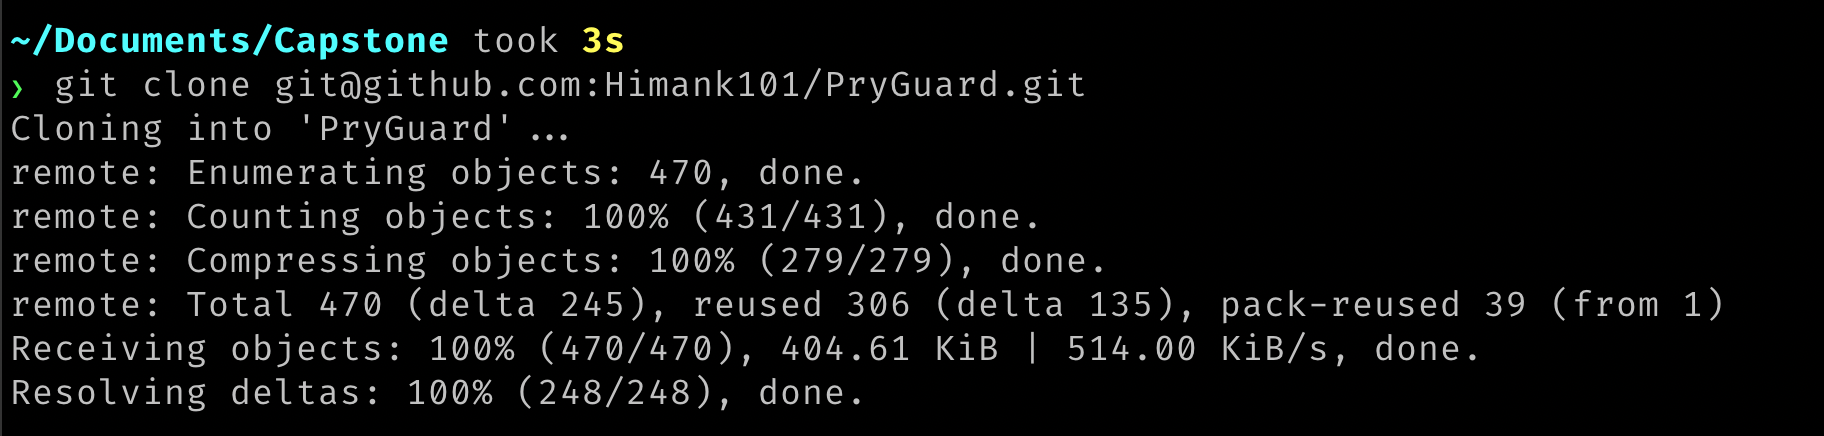 ~/Documents/Capstone took 3s
❯ git clone git@github.com:Himank101/PryGuard.git
Cloning into 'PryGuard'...
remote: Enumerating objects: 470, done.
remote: Counting objects: 100% (431/431), done.
remote: Compressing objects: 100% (279/279), done.
remote: Total 470 (delta 245), reused 306 (delta 135), pack-reused 39 (from 1)
Receiving objects: 100% (470/470), 404.61 KiB | 514.00 KiB/s, done.
Resolving deltas: 100% (248/248), done.